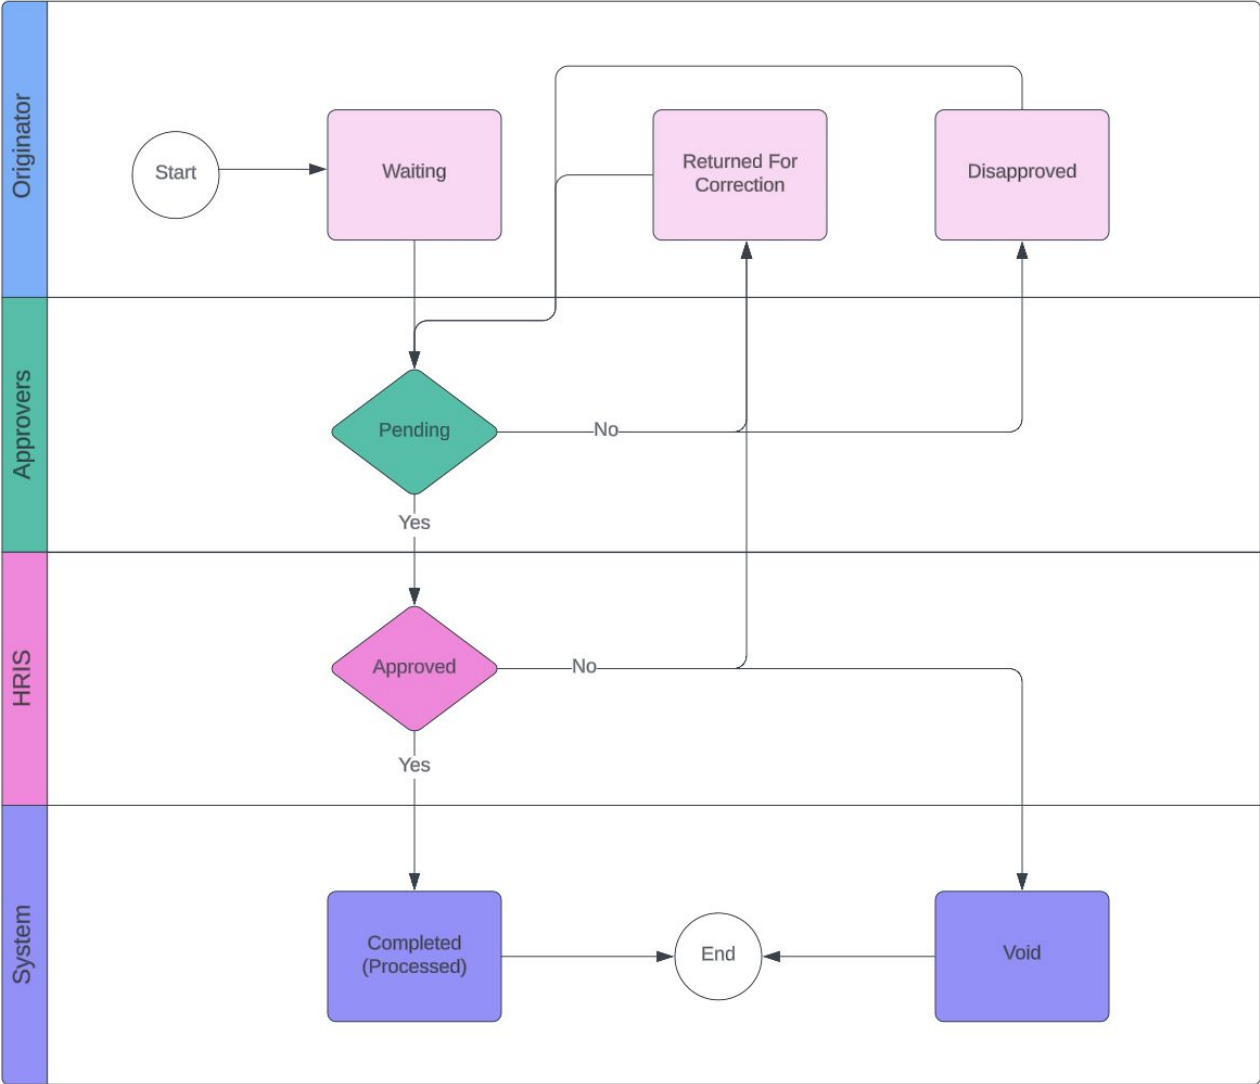 Originator
Start
Waiting
Returned For
Correction
Disapproved
Approvers
Pending
No
Yes
HRIS
Approved
No
Yes
System
Completed
(Processed)
End
Void